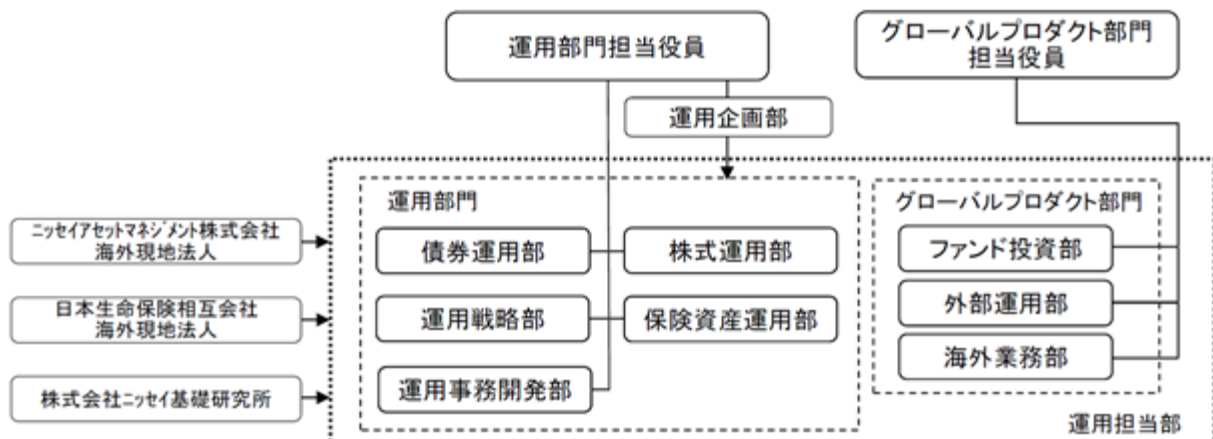 運用部門担当役員
グローバルプロダクト部門
担当役員
運用企画部
運用部門
グローバルプロダクト部門
ニッセイアセットマネジメント株式会社
海外現地法人
債券運用部
株式運用部
ファンド投資部
日本生命保険相互会社
海外現地法人
運用戦略部
保険資産運用部
外部運用部
海外業務部
株式会社ニッセイ基礎研究所
運用事務開発部
運用担当部